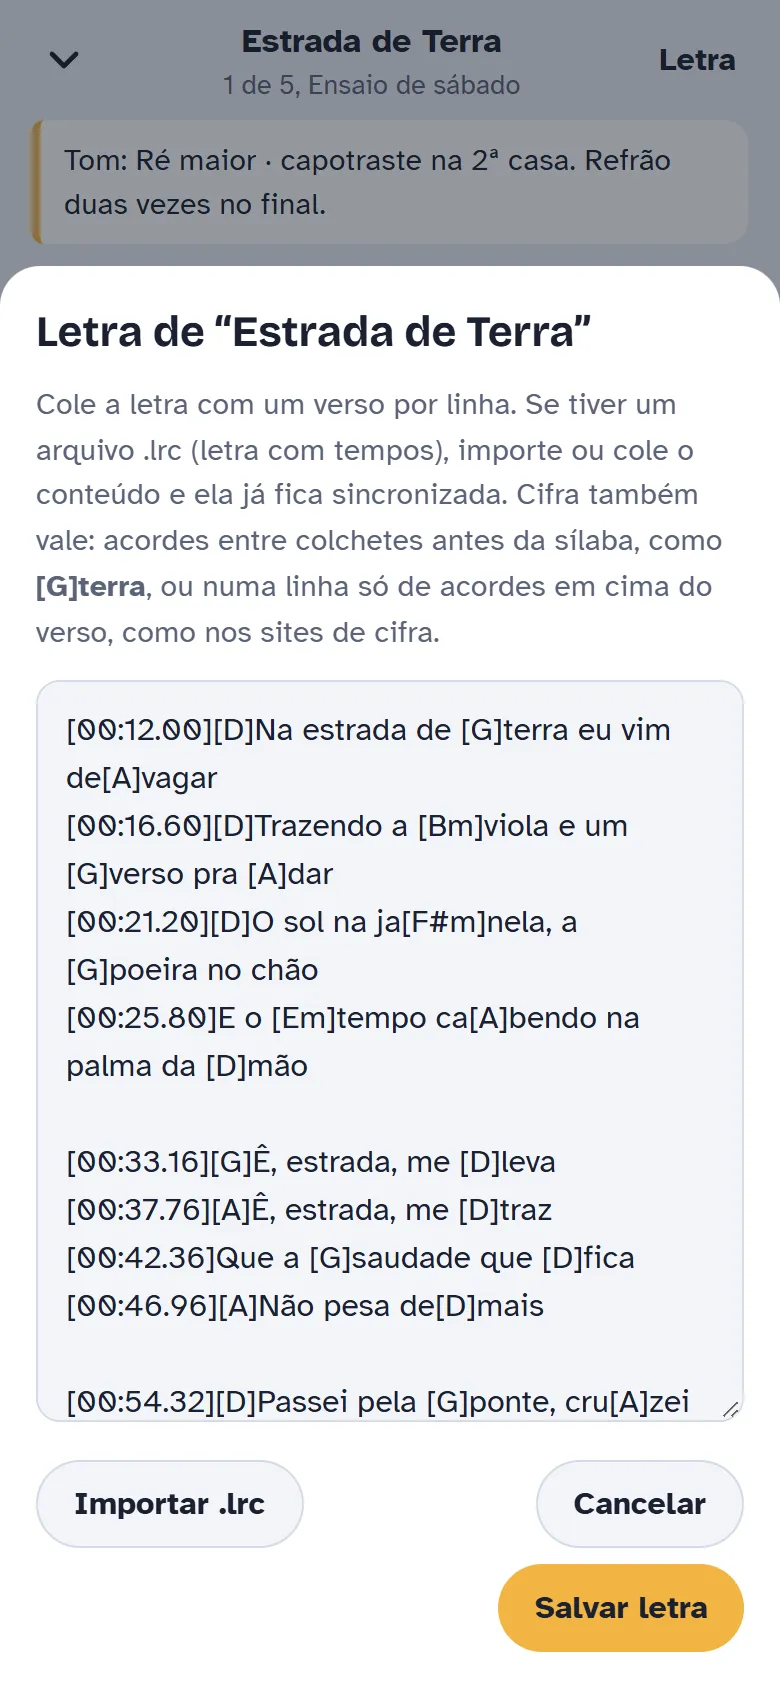 Estrada de Terra
1 de 5, Ensaio de sábado
Letra
Tom: Ré maior · capotraste na 2ª casa. Refrão
duas vezes no final.
Letra de “Estrada de Terra”
Cole a letra com um verso por linha. Se tiver um
arquivo .lrc (letra com tempos), importe ou cole o
conteúdo e ela já fica sincronizada. Cifra também
vale: acordes entre colchetes antes da sílaba, como
[G]terra, ou numa linha só de acordes em cima do
verso, como nos sites de cifra.
[00:12.00][D]Na estrada de [G]terra eu vim
de[A]vagar
[00:16.60][D]Trazendo a [Bm]viola e um
[G]verso pra [A]dar
[00:21.20][D]O sol na ja[F#m]nela, a
[G]poeira no chão
[00:25.80]E o [Em]tempo ca[A]bendo na
palma da [D]mão
[00:33.16][G]Ê, estrada, me [D]leva
[00:37.76][A]Ê, estrada, me [D]traz
[00:42.36]Que a [G]saudade que [D]fica
[00:46.96][A]Não pesa de[D]mais
[00:54.32][D]Passei pela [G]ponte, cru[A]zei
Importar .lrc
Cancelar
Salvar letra